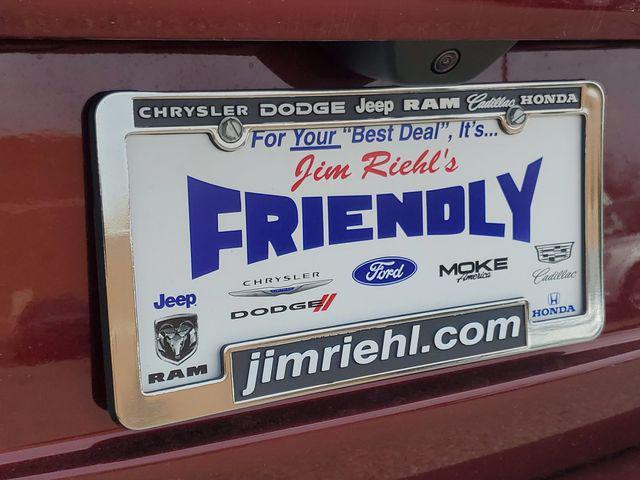 CHRYSLER DODGE Jeep RAM Cadillac HONDA
For Your "Best Deal", It's...
Jim Riehl's
FRIENDLY
CHRYSLER
DODGE
Ford
MOKE
America
Cadillac
Jeep
RAM
HONDA
jimriehl.com